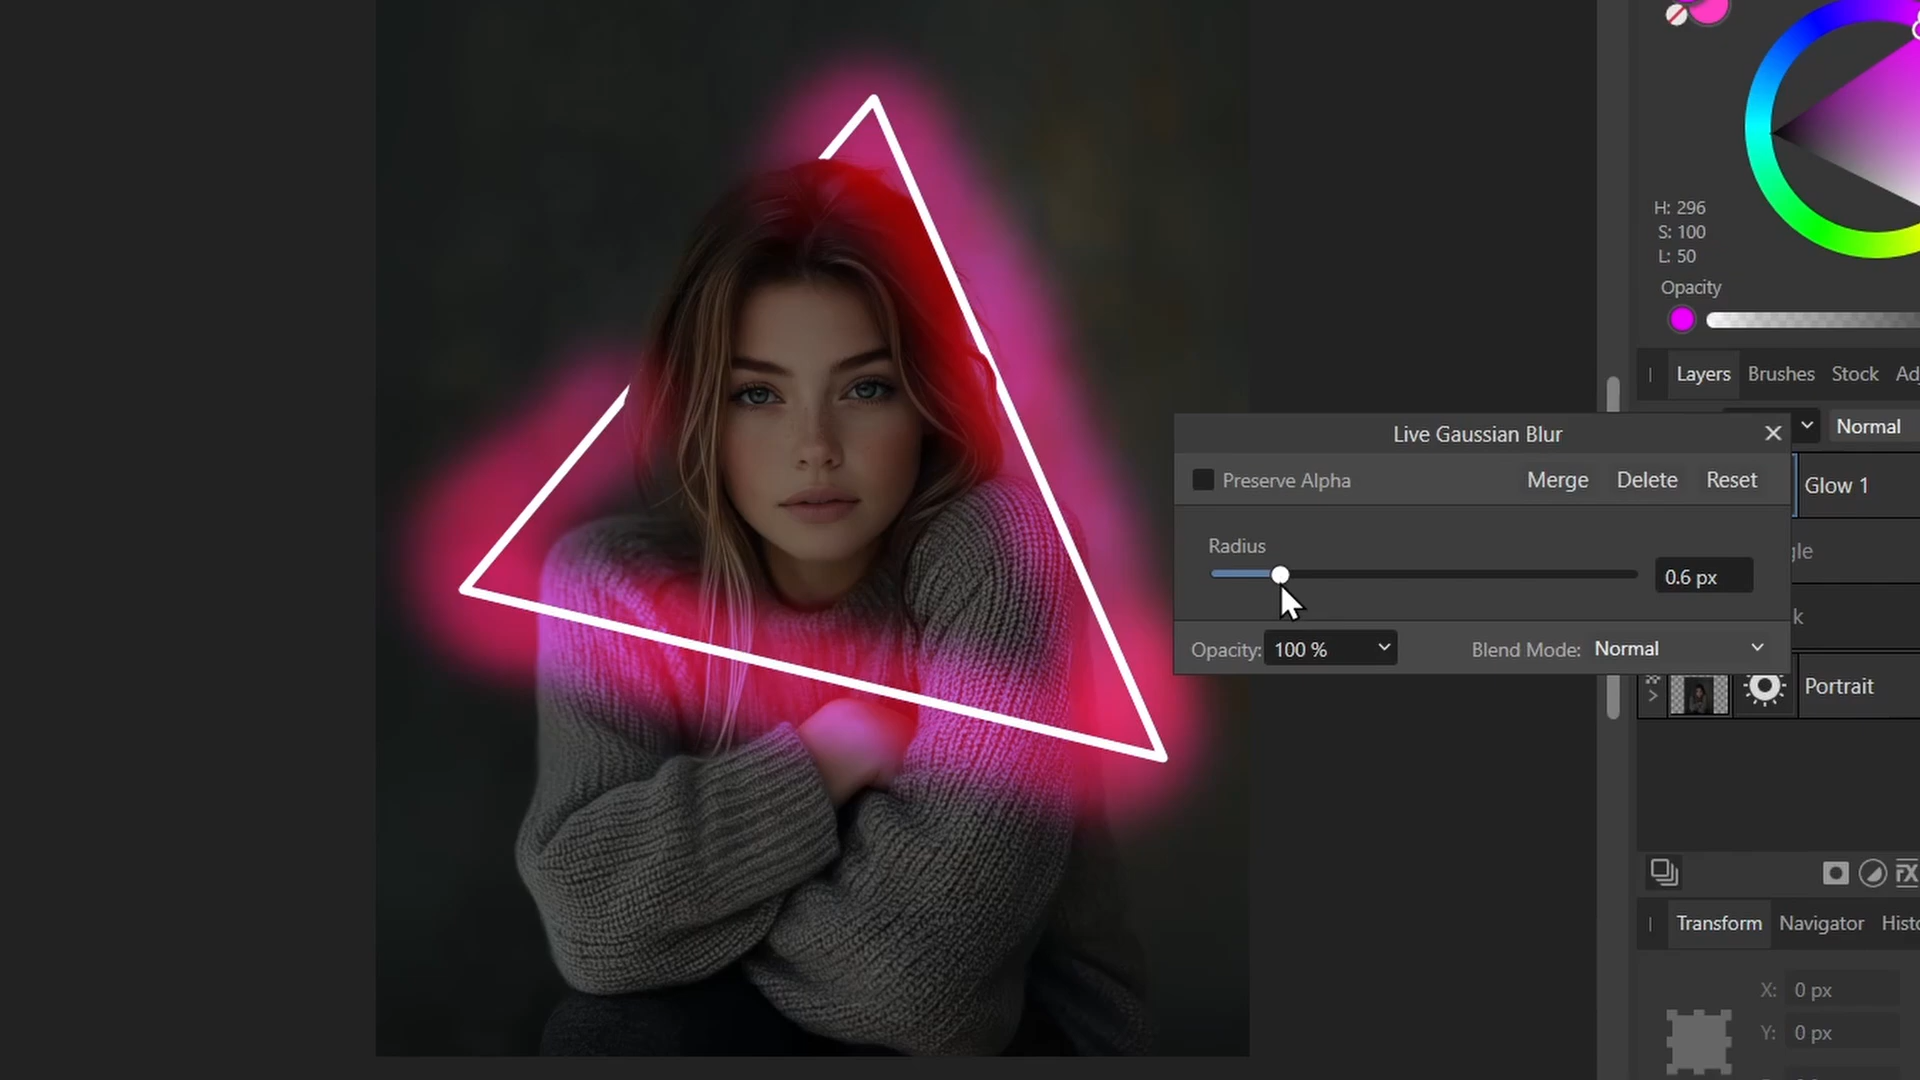 H: 296
S: 100
L: 50
Opacity
Layers Brushes Stock
Normal
Live Gaussian Blur
Preserve Alpha Merge Delete Reset
Glow 1
Radius
0.6 px
Opacity: 100 % Blend Mode: Normal
Portrait
Transform Navigator
X: 0 px
Y: 0 px